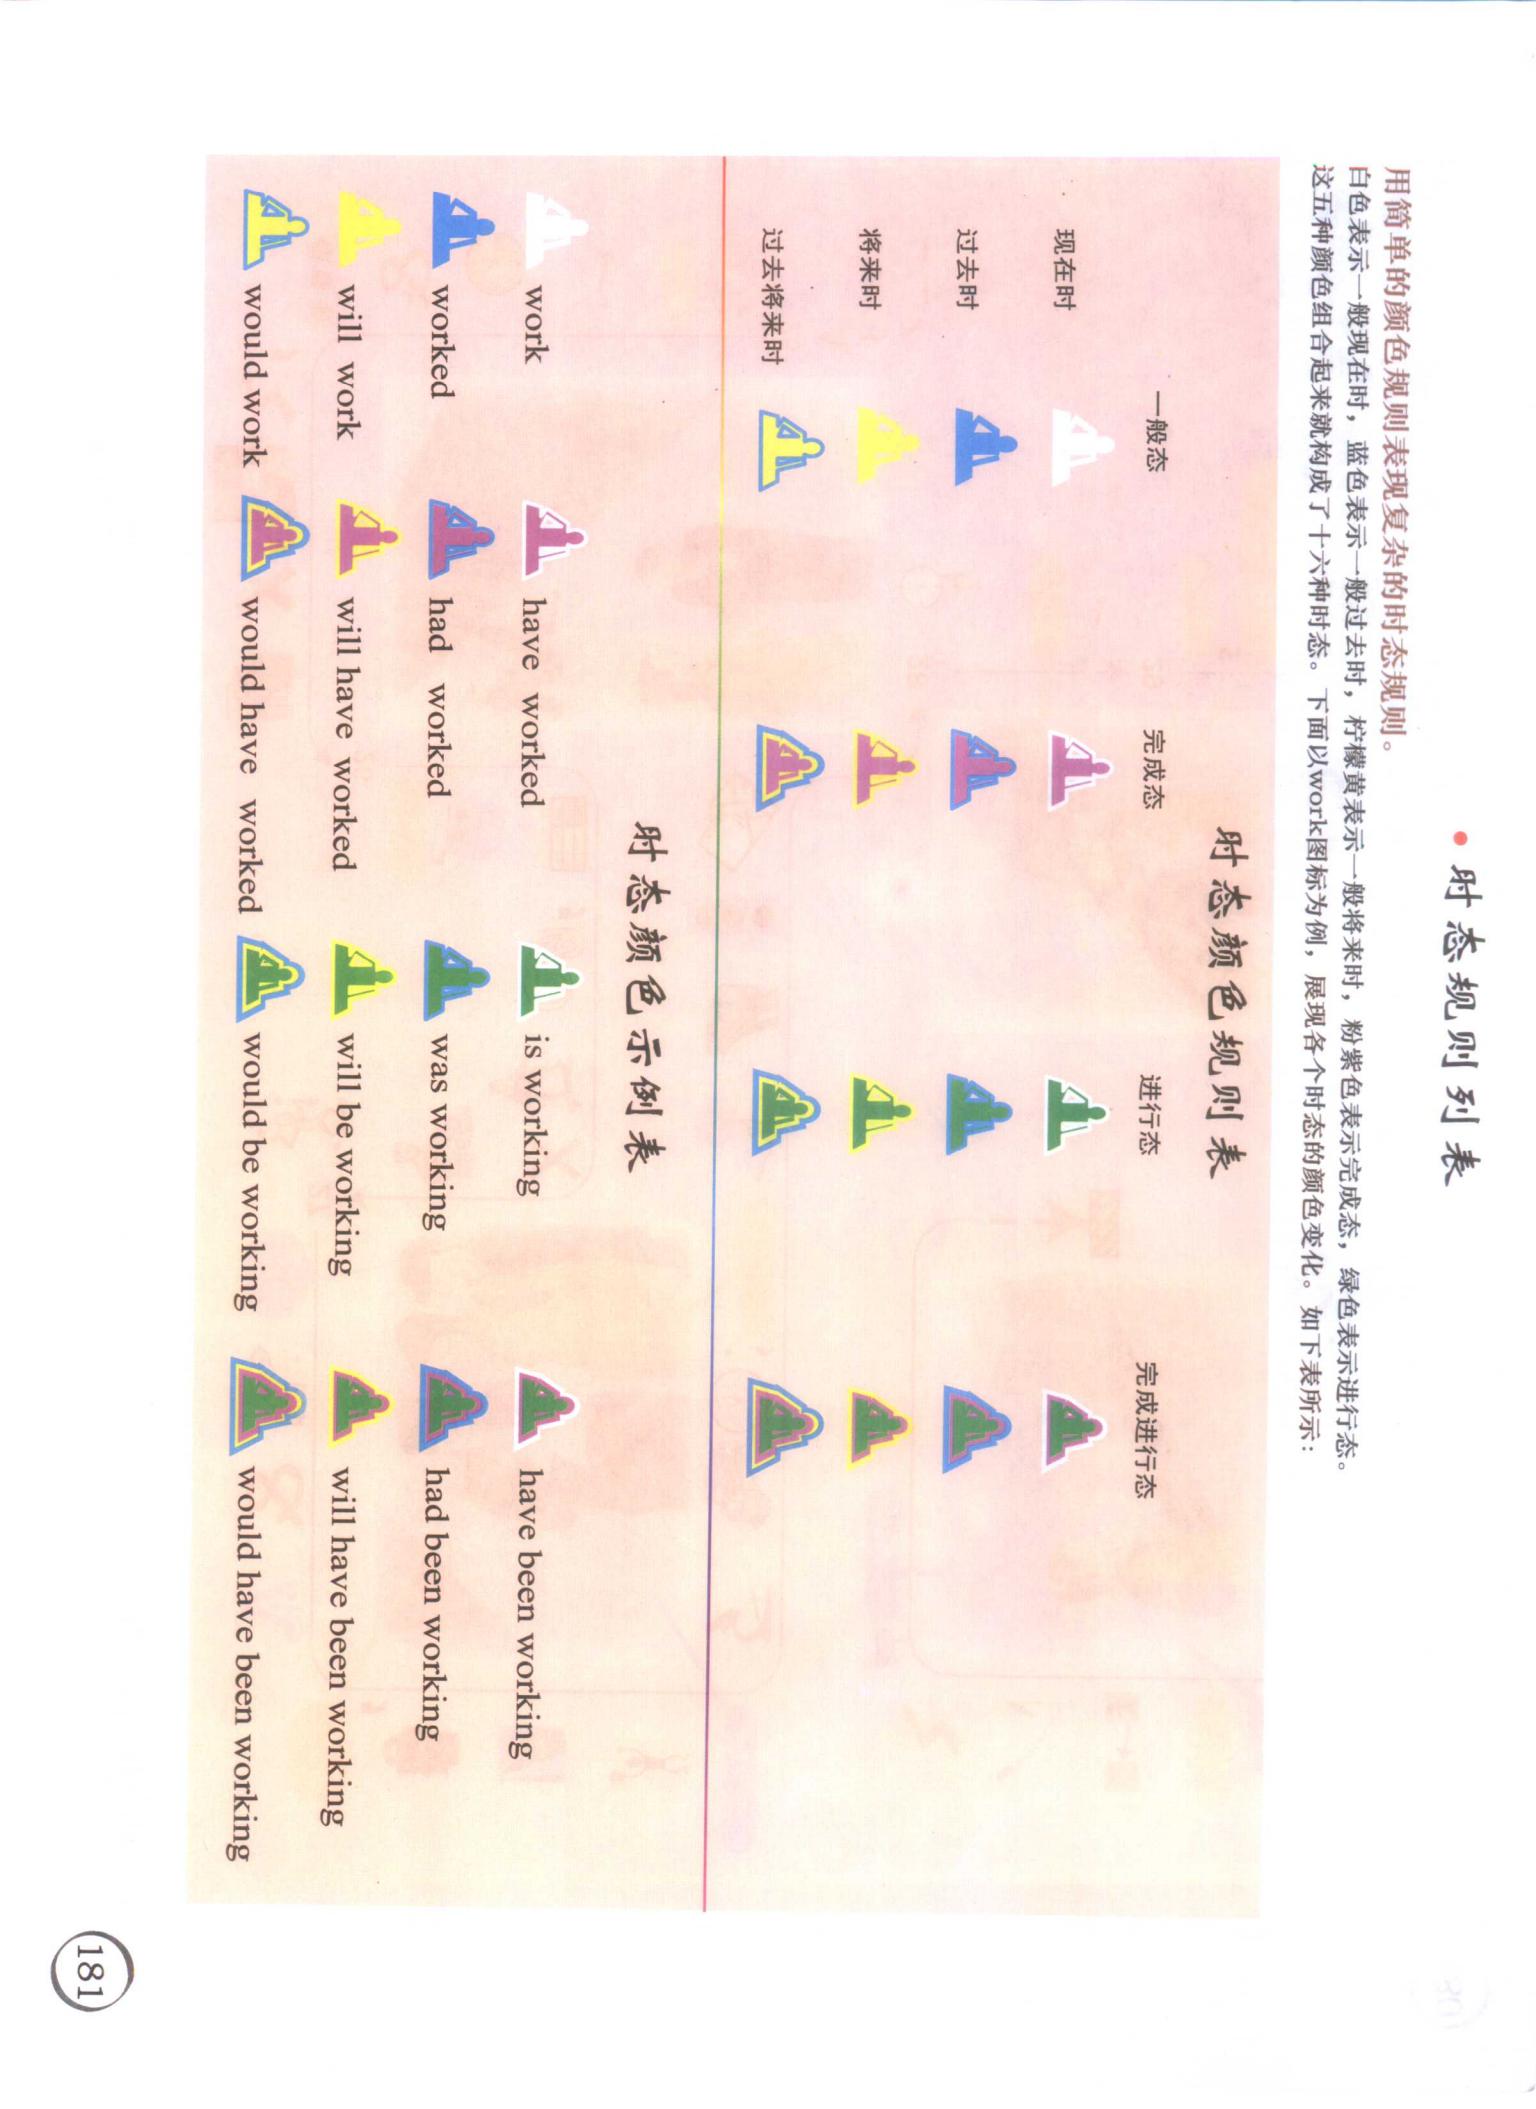 时态规则列表
用简单的颜色规则表现复杂的时态规则。
白色表示一般现在时，蓝色表示一般过去时，柠檬黄表示一般将来时，粉紫色表示完成态，绿色表示进行态。
这五种颜色组合起来就构成了十六种时态。下面以work图标为例，展现各个时态的颜色变化。如下表所示：
时态颜色规则表
一般态 完成态 进行态 完成进行态
现在时
过去时
将来时
过去将来时
时态颜色示例表
work have worked is working have been working
worked had worked was working had been working
will work will have worked will be working will have been working
would work would have worked would be working would have been working
181